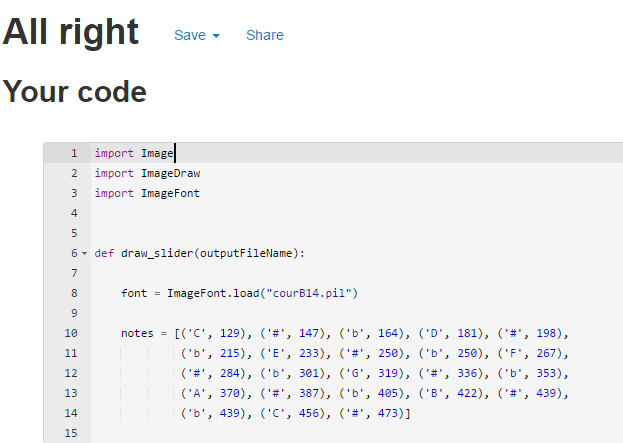 All right Save Share
Your code
1 import Image
2 import ImageDraw
3 import ImageFont
4
5
6 def draw_slider(outputFileName):
7
8 font = ImageFont.load("courB14.pil")
9
10 notes = [('C', 129), ('#', 147), ('b', 164), ('D', 181), ('#', 198),
11 ('b', 215), ('E', 233), ('#', 250), ('b', 250), ('F', 267),
12 ('#', 284), ('b', 301), ('G', 319), ('#', 336), ('b', 353),
13 ('A', 370), ('#', 387), ('b', 405), ('B', 422), ('#', 439),
14 ('b', 439), ('C', 456), ('#', 473)]
15